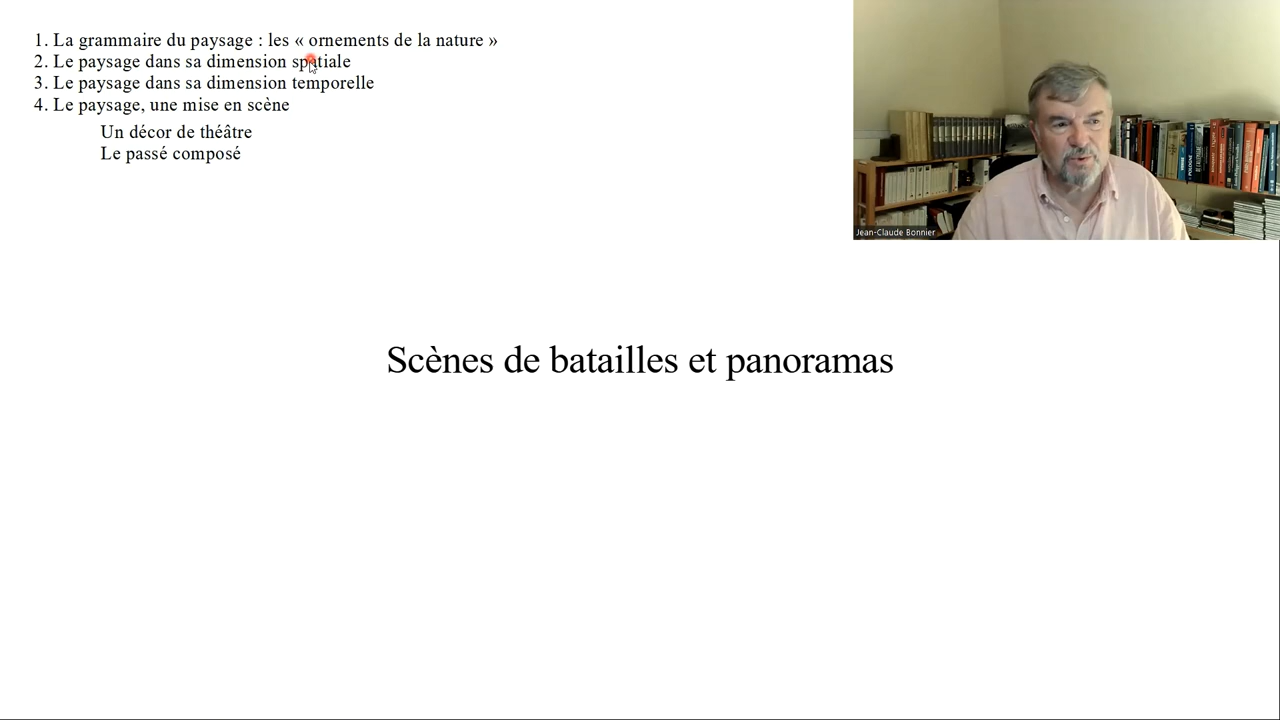 1. La grammaire du paysage : les « ornements de la nature »
2. Le paysage dans sa dimension spatiale
3. Le paysage dans sa dimension temporelle
4. Le paysage, une mise en scène
Un décor de théâtre
Le passé composé
Jean-Claude Bonnier
Scènes de batailles et panoramas